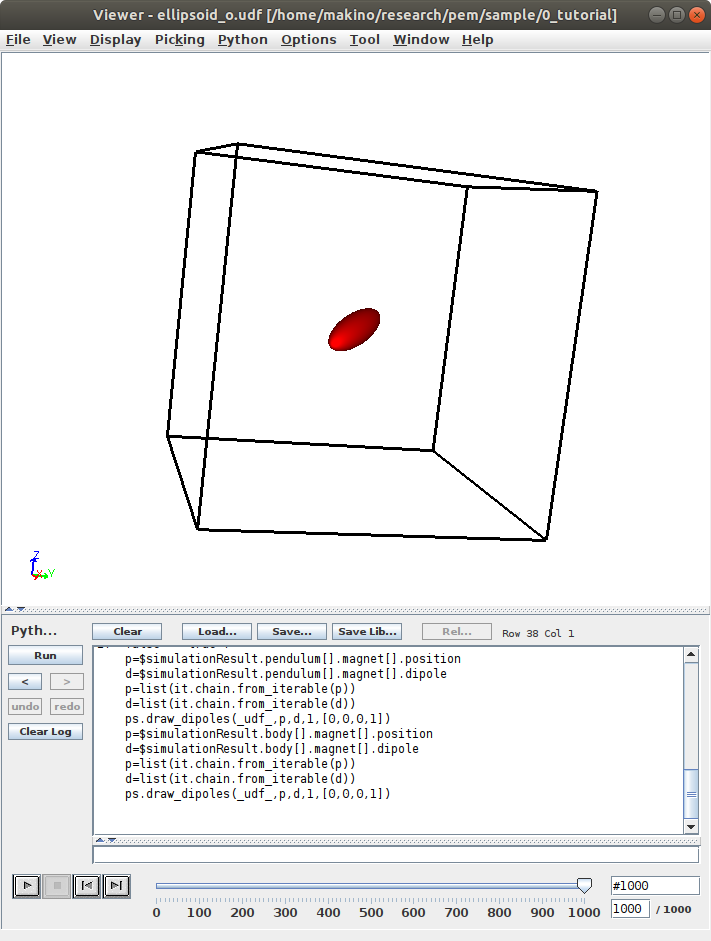 Viewer - ellipsoid_o.udf [/home/makino/research/pem/sample/0_tutorial]
File View Display Picking Python Options Tool Window Help
Z
X
Y
Pyth...
Clear Load... Save... Save Lib... Rel... Row 38 Col 1
Run
< >
undo redo
Clear Log
p=$simulationResult.pendulum[].magnet[].position
d=$simulationResult.pendulum[].magnet[].dipole
p=list(it.chain.from_iterable(p))
d=list(it.chain.from_iterable(d))
ps.draw_dipoles(_udf_,p,d,1,[0,0,0,1])
p=$simulationResult.body[].magnet[].position
d=$simulationResult.body[].magnet[].dipole
p=list(it.chain.from_iterable(p))
d=list(it.chain.from_iterable(d))
ps.draw_dipoles(_udf_,p,d,1,[0,0,0,1])
#1000
0 100 200 300 400 500 600 700 800 900 1000
1000 / 1000